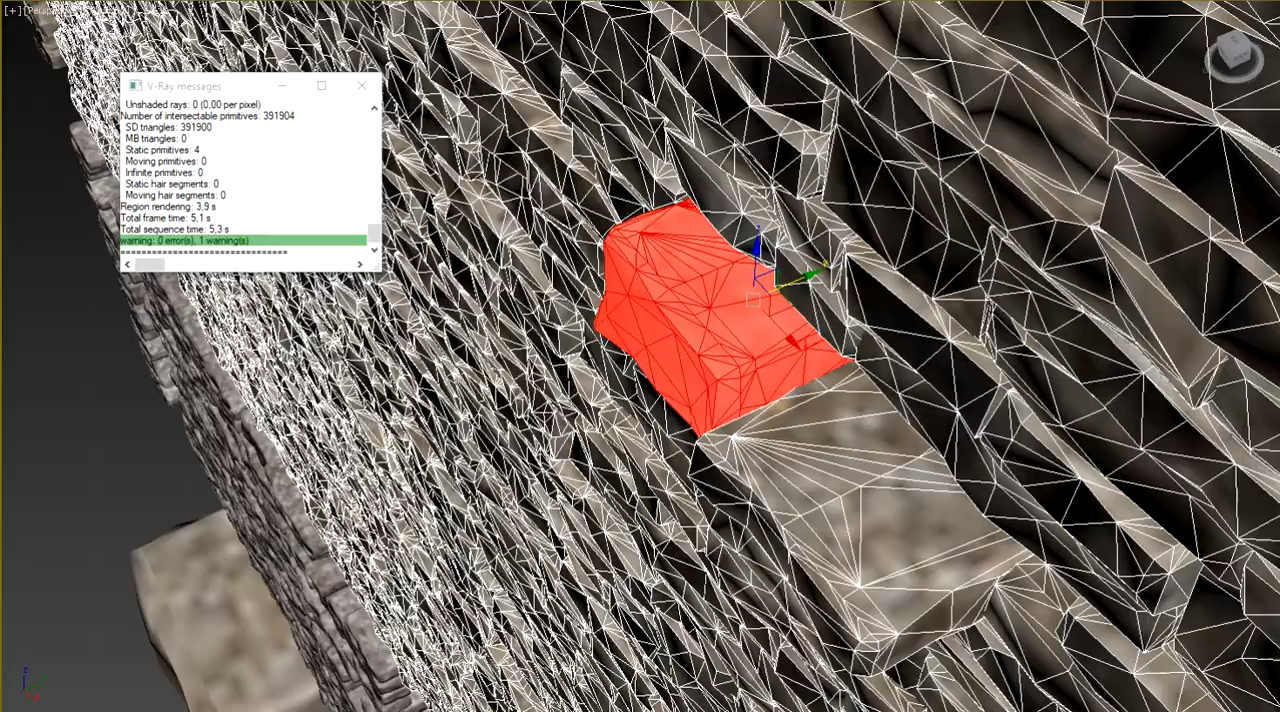 [+][Persp
V-Ray messages
Unshaded rays: 0 (0,00 per pixel)
Number of intersectable primitives: 391904
SD triangles: 391900
MB triangles: 0
Static primitives: 4
Moving primitives: 0
Infinite primitives: 0
Static hair segments: 0
Moving hair segments: 0
Region rendering: 3,9 s
Total frame time: 5,1 s
Total sequence time: 5,3 s
warning: 0 error(s), 1 warning(s)
==============================
z